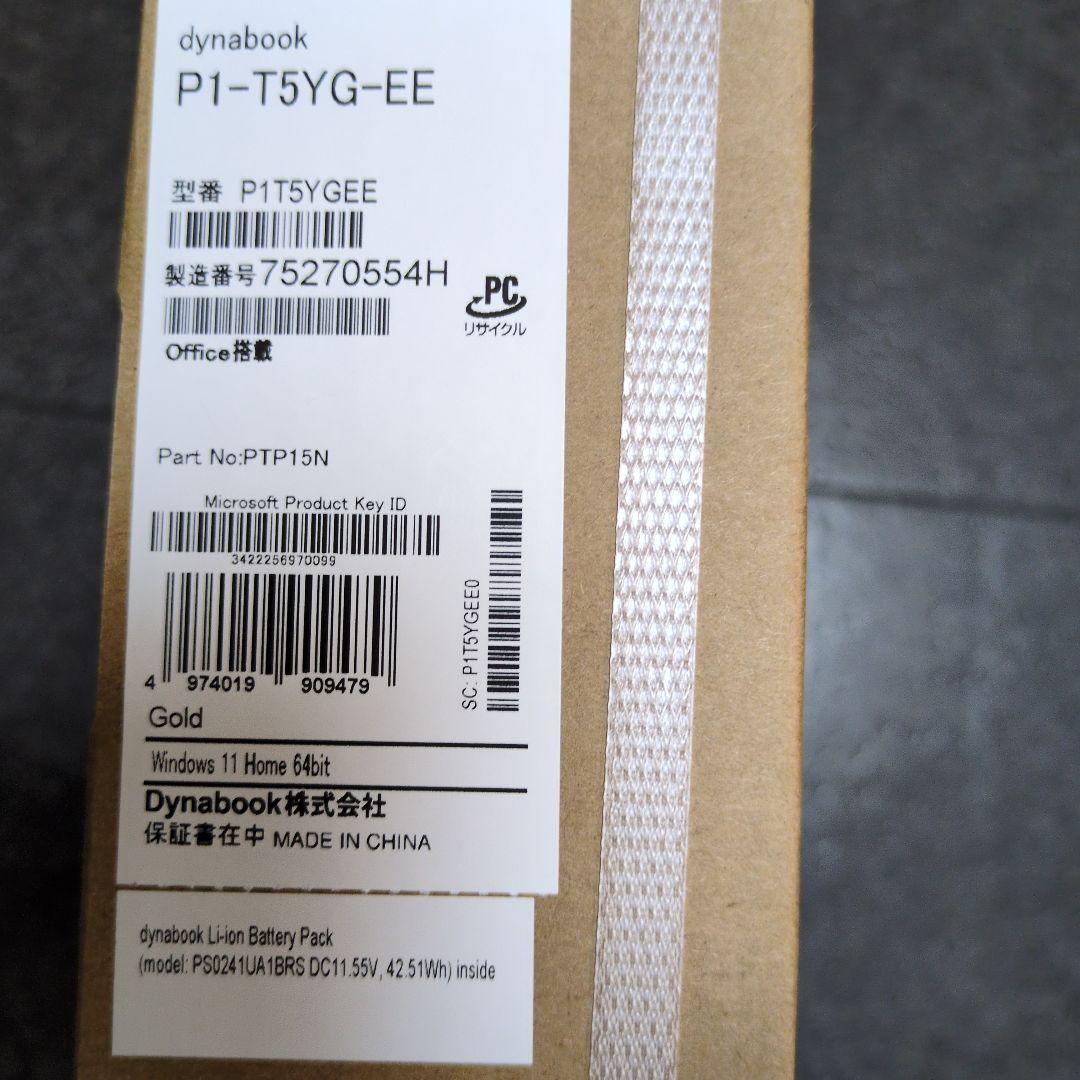 dynabook
P1-T5YG-EE
型番 P1T5YGEE
製造番号75270554H
PC
リサイクル
Office搭載
Part No:PTP15N
Microsoft Product Key ID
3422256970099
SC: P1T5YGEE0
4 974019 909479
Gold
Windows 11 Home 64bit
Dynabook株式会社
保証書在中 MADE IN CHINA
dynabook Li-ion Battery Pack
(model: PS0241UA1BRS DC11.55V, 42.51Wh) inside